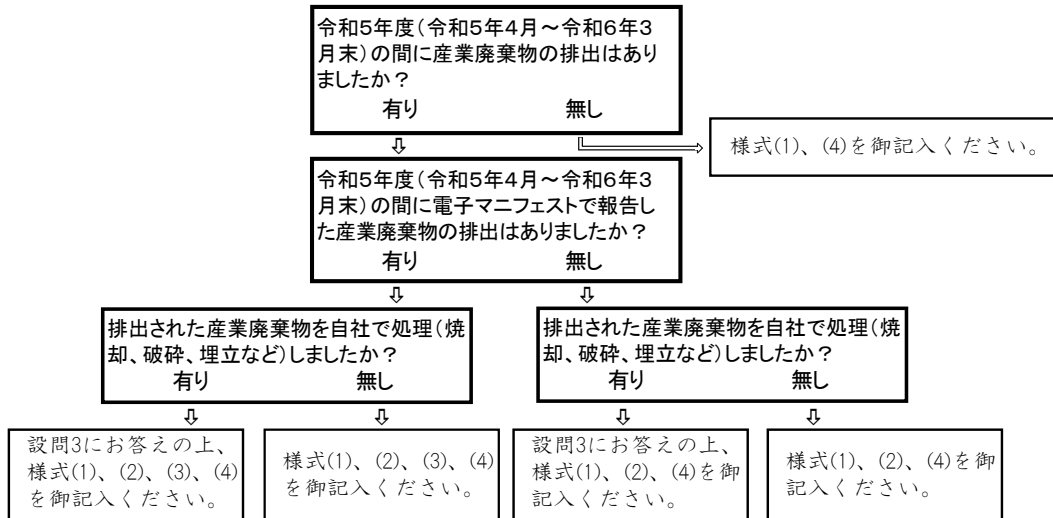 令和5年度(令和5年4月～令和6年3
月末)の間に産業廃棄物の排出はあり
ましたか？
有り　無し
様式(1)、(4)を御記入ください。
令和5年度(令和5年4月～令和6年3
月末)の間に電子マニフェストで報告し
た産業廃棄物の排出はありましたか？
有り　無し
排出された産業廃棄物を自社で処理(焼
却、破砕、埋立など)しましたか？
有り　無し
排出された産業廃棄物を自社で処理(焼
却、破砕、埋立など)しましたか？
有り　無し
設問3にお答えの上、
様式(1)、(2)、(3)、(4)
を御記入ください。
様式(1)、(2)、(3)、(4)
を御記入ください。
設問3にお答えの上、
様式(1)、(2)、(4)を御
記入ください。
様式(1)、(2)、(4)を御
記入ください。